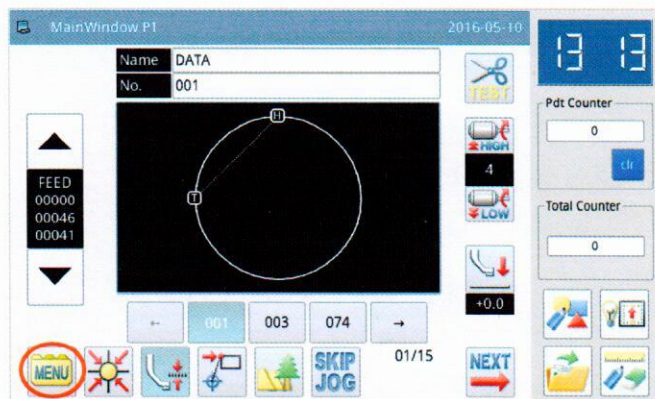 MainWindow P1
2016-05-10
Name DATA
No. 001
TEST
HIGH
4
LOW
+0.0
FEED
00000
00046
00041
H
T
← 001 003 074 →
01/15
MENU
SKIP
JOG
NEXT
13 13
Pdt Counter
0
clr
Total Counter
0